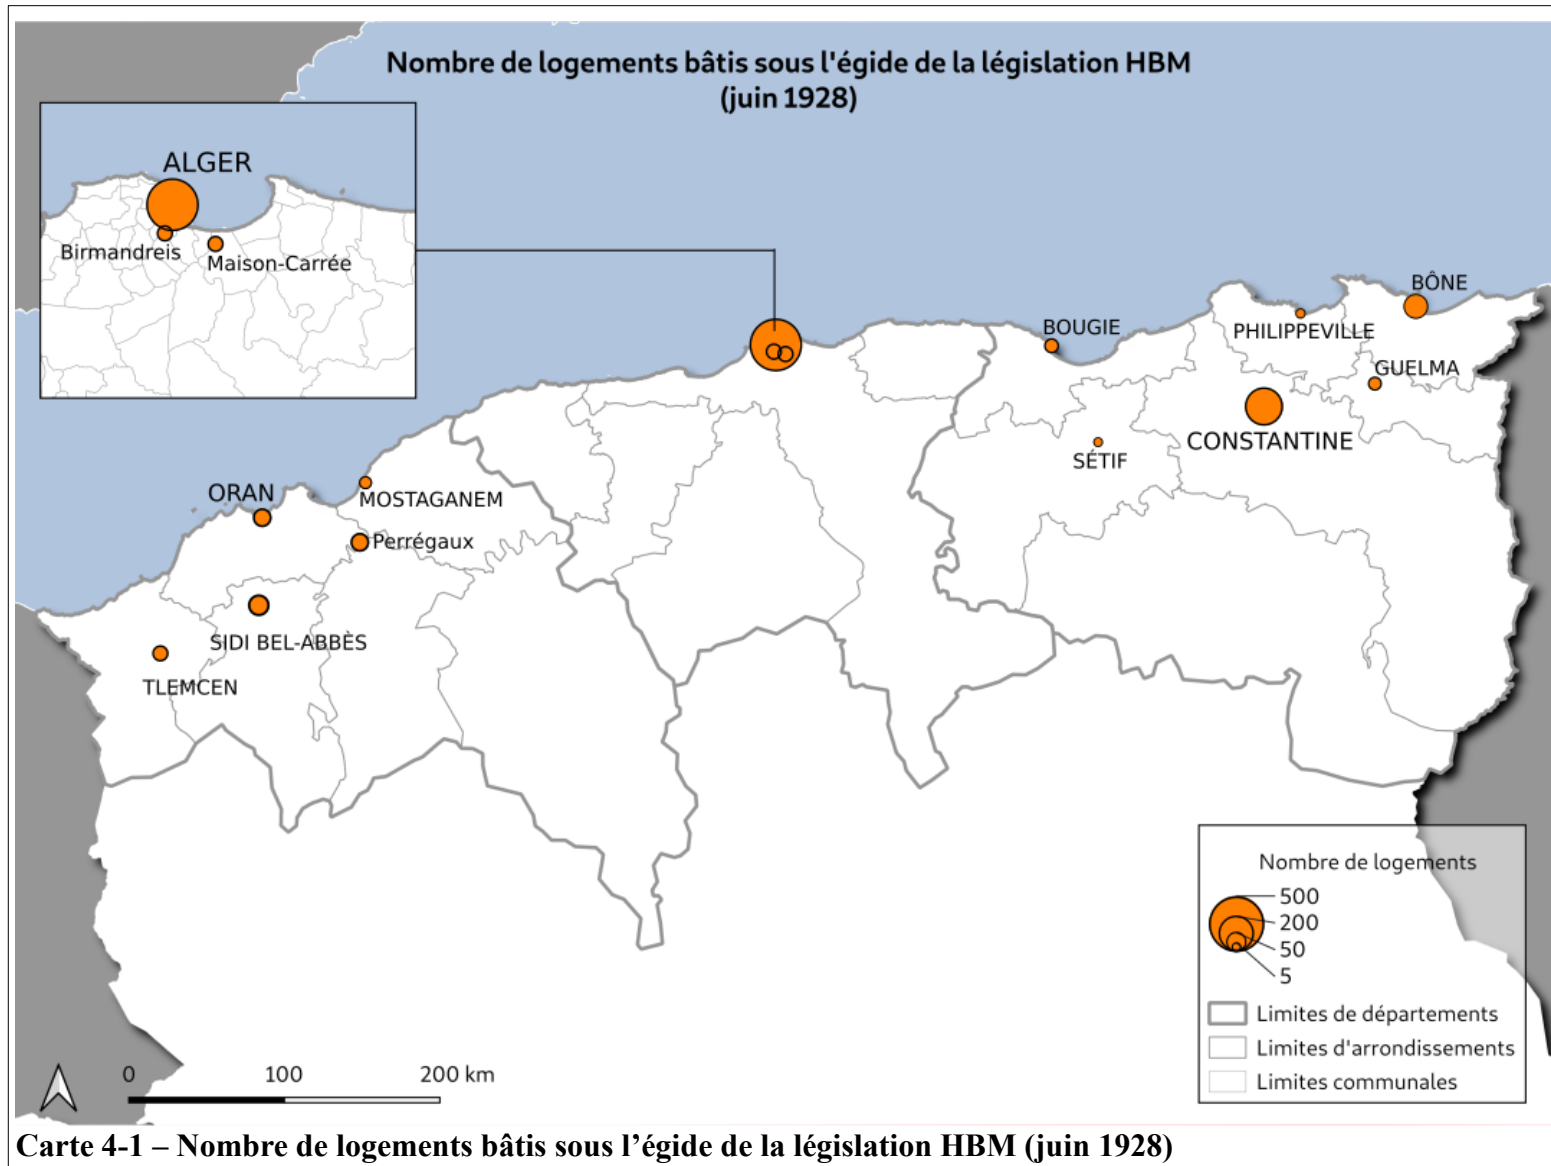 Nombre de logements bâtis sous l'égide de la législation HBM
(juin 1928)
ALGER
Birmandreis
Maison-Carrée
BÔNE
BOUGIE
PHILIPPEVILLE
GUELMA
CONSTANTINE
SÉTIF
ORAN
MOSTAGANEM
Perrégaux
SIDI BEL-ABBÈS
TLEMCEN
Nombre de logements
500
200
50
5
Limites de départements
Limites d'arrondissements
Limites communales
0 100 200 km
Carte 4-1 – Nombre de logements bâtis sous l’égide de la législation HBM (juin 1928)